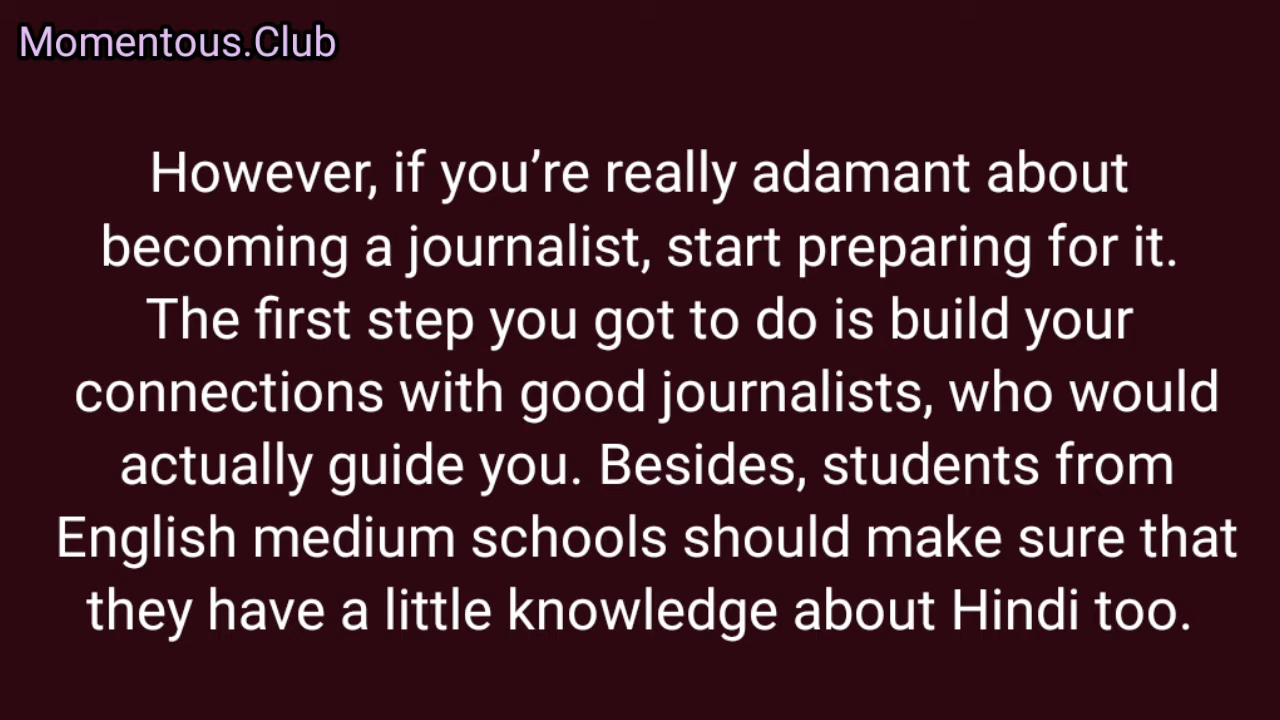 Momentous.Club
However, if you’re really adamant about
becoming a journalist, start preparing for it.
The first step you got to do is build your
connections with good journalists, who would
actually guide you. Besides, students from
English medium schools should make sure that
they have a little knowledge about Hindi too.